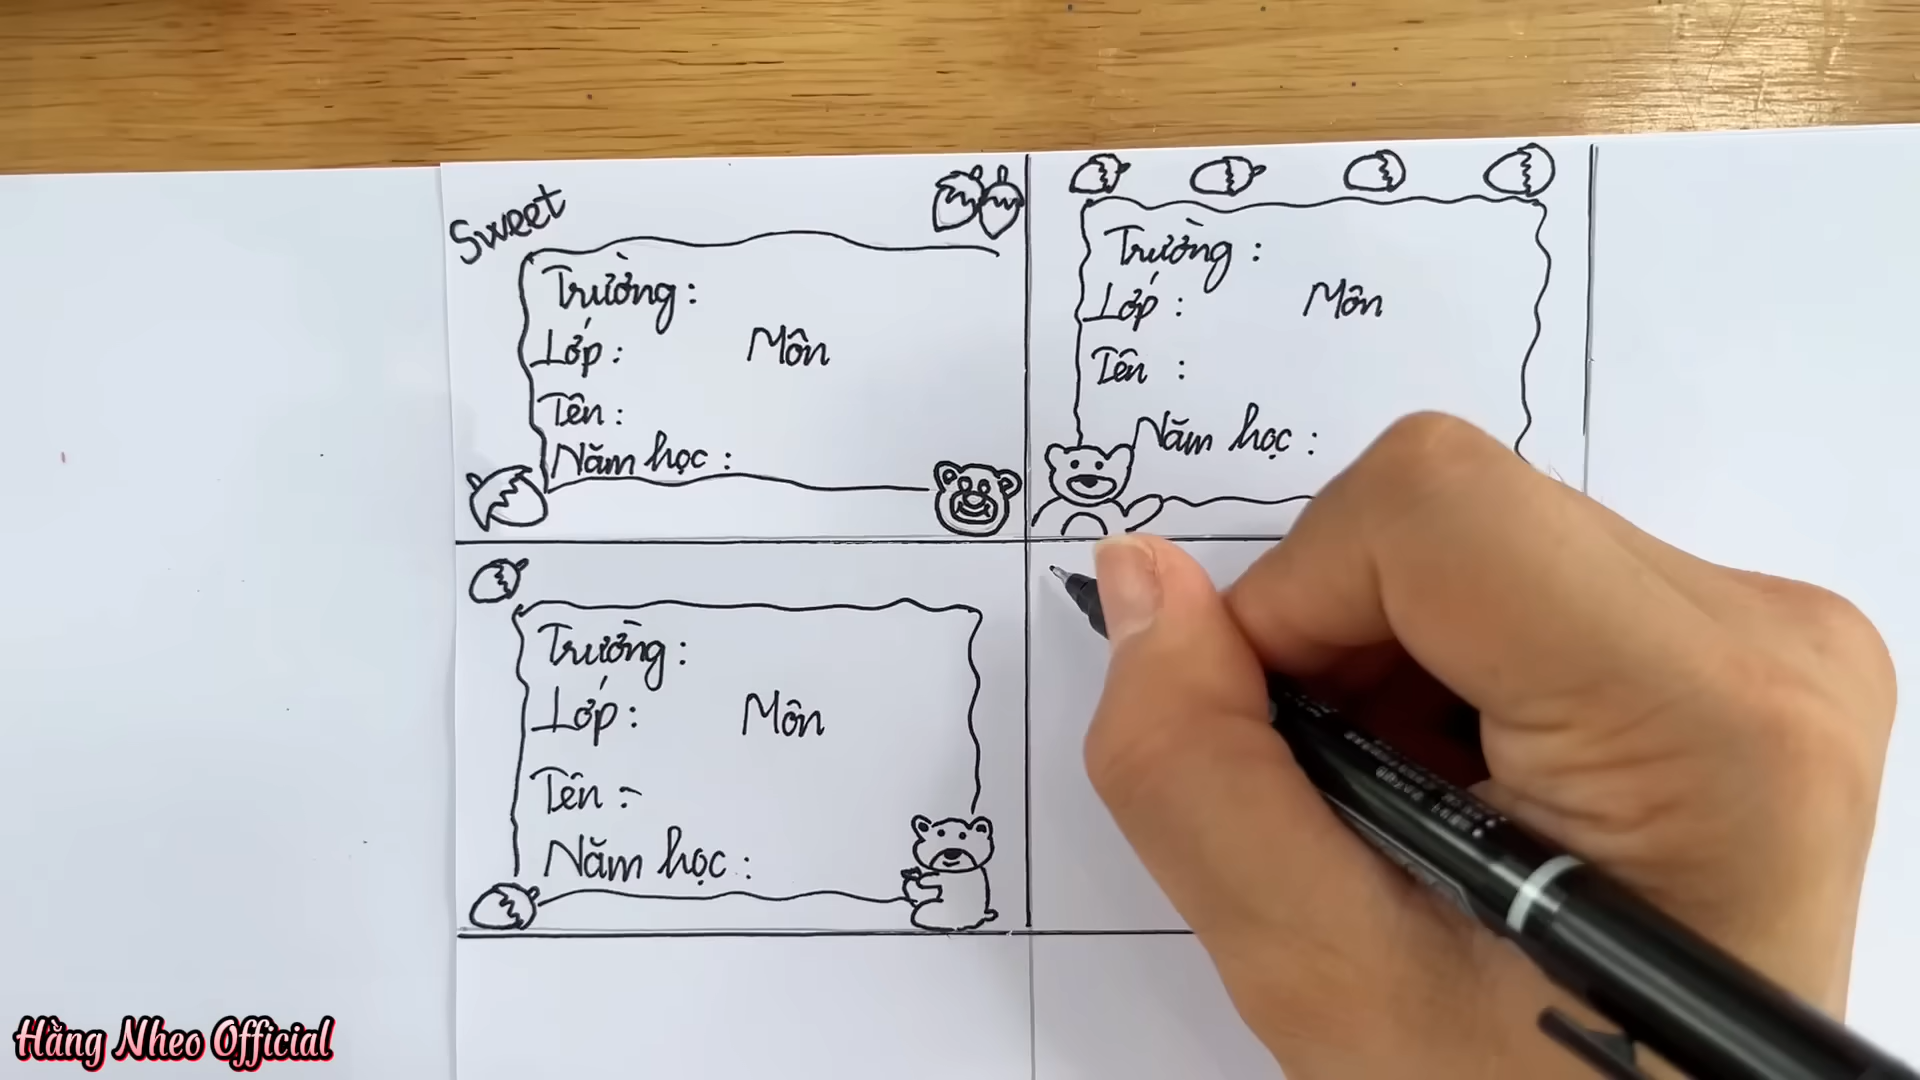 Sweet
Trường :
Lớp : Môn
Tên :
Năm học :
Trường :
Lớp : Môn
Tên :
Năm học :
Trường :
Lớp : Môn
Tên :
Năm học :
Hằng Nheo Official